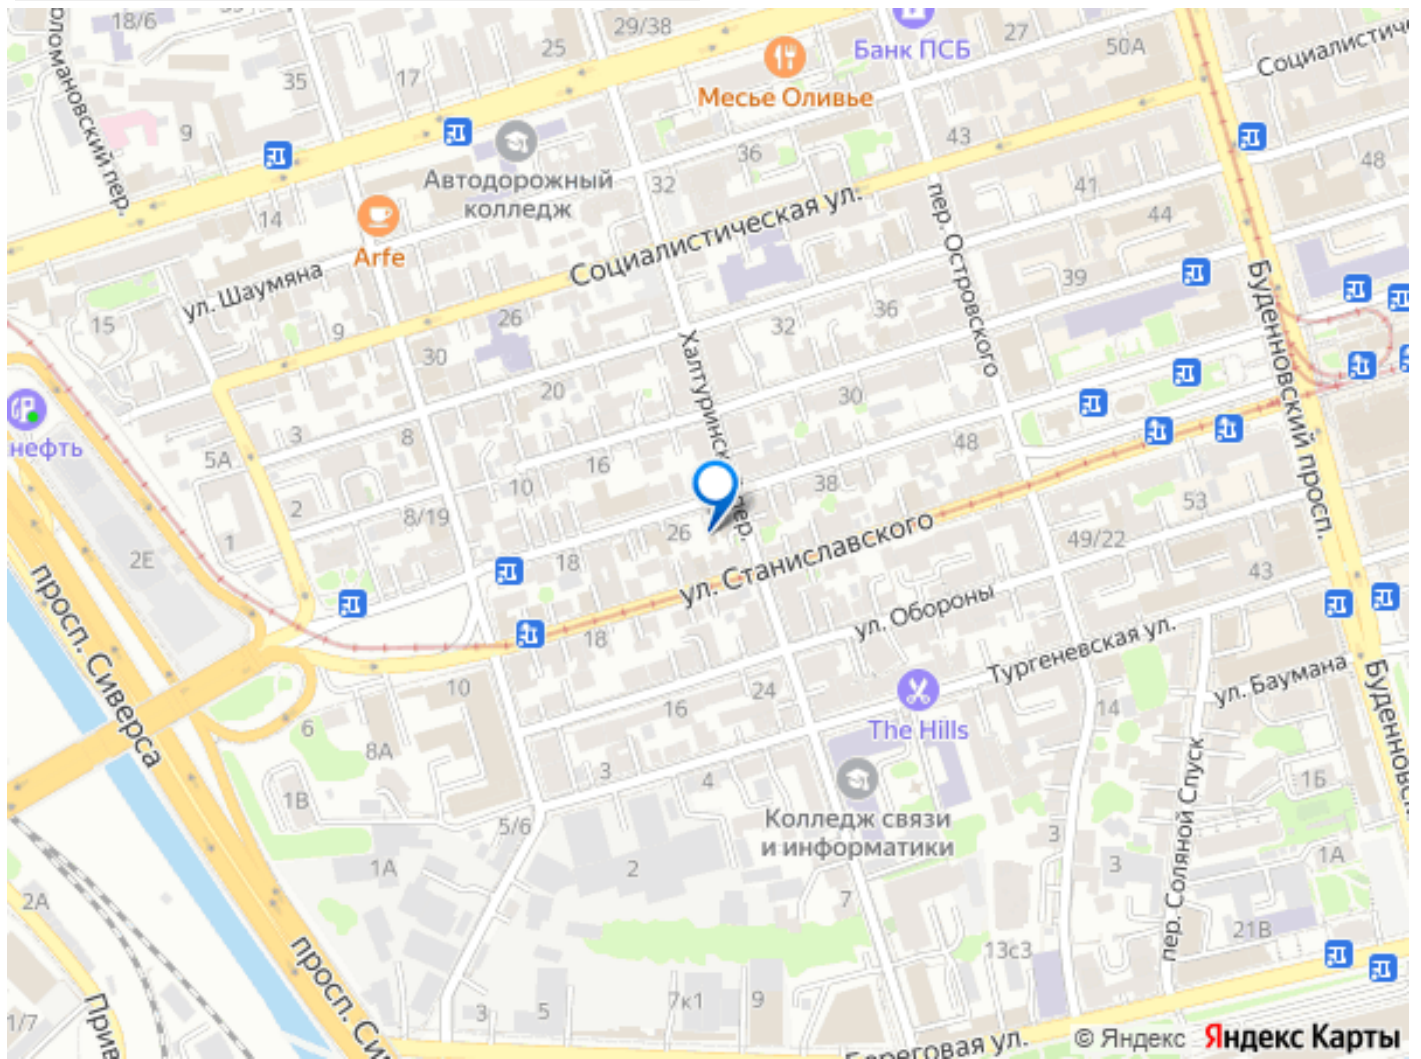 18/6
29/38
Банк ПСБ
27
50А
Социалистиче
оломановский пер.
35
17
25
Месье Оливье
9
43
Автодорожный
колледж
36
32
41
48
14
Arfe
44
ул. Шаумяна
Социалистическая ул.
пер. Островского
39
15
9
26
30
32
36
Буденновский просп.
Халтуринск
пер.
20
30
нефть
3
8
5А
16
10
48
38
2
8/19
53
1
26
2Е
18
49/22
ул. Станиславского
43
просп. Сиверса
18
ул. Обороны
Тургеневская ул.
10
24
16
ул. Баумана
14
6
8А
The Hills
Буденновск
3
4
1В
1Б
5/6
Колледж связи
и информатики
пер. Соляной Спуск
1А
2
3
3
1А
7
2А
21В
13с3
просп. Сив
Прив
1/7
3
5
7к1
9
Береговая ул.
© Яндекс Яндекс Карты